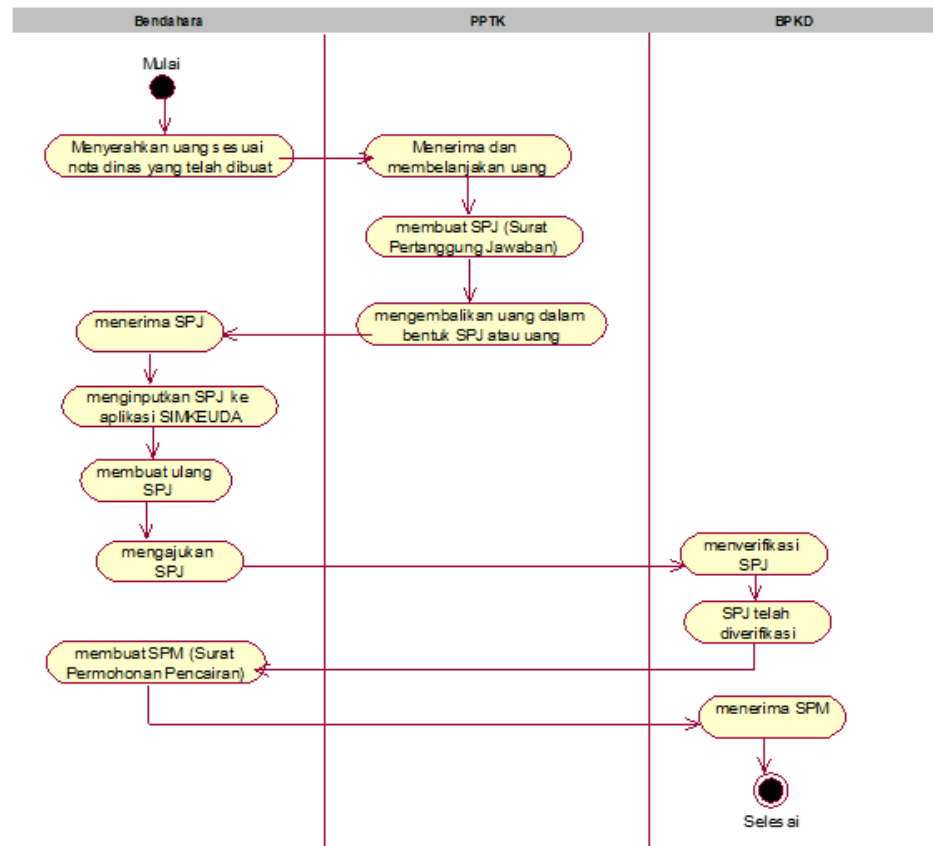 Bendahara
PPTK
BPKD
Mulai
Menyerahkan uang sesuai
nota dinas yang telah dibuat
Menerima dan
membelanjakan uang
membuat SPJ (Surat
Pertanggung Jawaban)
mengembalikan uang dalam
bentuk SPJ atau uang
menerima SPJ
menginputkan SPJ ke
aplikasi SIMKEUDA
membuat ulang
SPJ
mengajukan
SPJ
menverifikasi
SPJ
SPJ telah
diverifikasi
membuat SPM (Surat
Permohonan Pencairan)
menerima SPM
Selesai